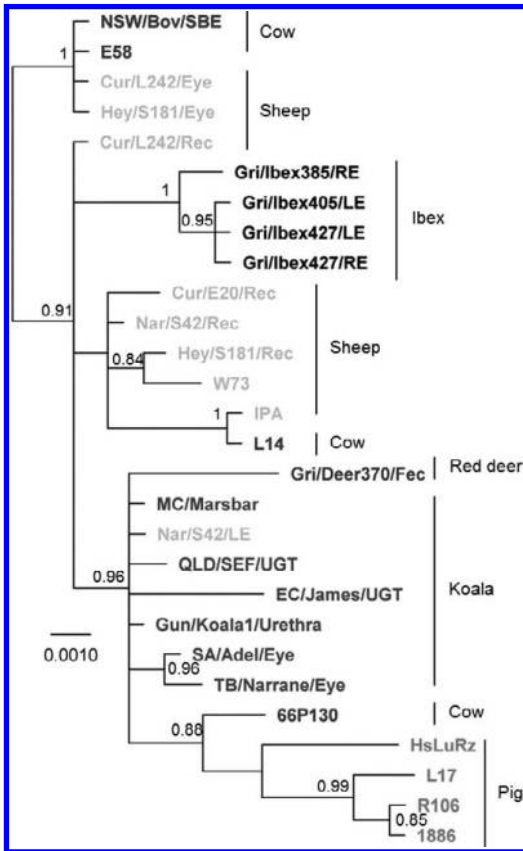 NSW/Bov/SBE
Cow
1
E58
Cur/L242/Eye
Hey/S181/Eye
Sheep
Cur/L242/Rec
Gri/Ibex385/RE
1
Gri/Ibex405/LE
0.95
Ibex
Gri/Ibex427/LE
Gri/Ibex427/RE
Cur/E20/Rec
0.91
Nar/S42/Rec
Sheep
Hey/S181/Rec
0.84
W73
IPA
1
L14
Cow
Gri/Deer370/Fec
Red deer
MC/Marsbar
Nar/S42/LE
QLD/SEF/UGT
0.96
Koala
EC/James/UGT
Gun/Koala1/Urethra
0.0010
SA/Adel/Eye
0.96
TB/Narrane/Eye
66P130
Cow
0.88
HsLuRz
L17
0.99
Pig
R106
0.85
1886